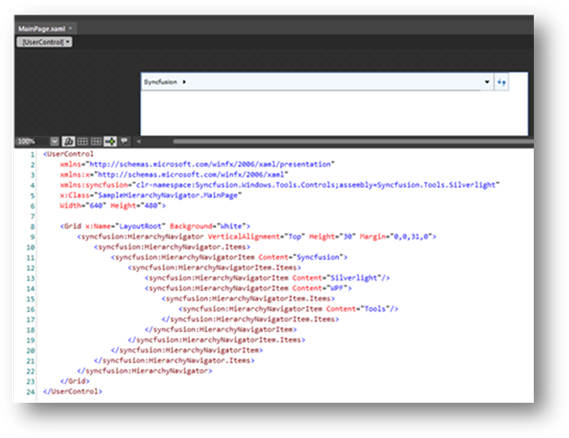 MainPage.xaml ×
[UserControl]
Syncfusion
100%
1 <UserControl
2 xmlns="http://schemas.microsoft.com/winfx/2006/xaml/presentation"
3 xmlns:x="http://schemas.microsoft.com/winfx/2006/xaml"
4 xmlns:syncfusion="clr-namespace:Syncfusion.Windows.Tools.Controls;assembly=Syncfusion.Tools.Silverlight"
5 x:Class="SampleHierarchyNavigator.MainPage"
6 Width="640" Height="480">
7
8 <Grid x:Name="LayoutRoot" Background="White">
9 <syncfusion:HierarchyNavigator VerticalAlignment="Top" Height="30" Margin="0,0,31,0">
10 <syncfusion:HierarchyNavigator.Items>
11 <syncfusion:HierarchyNavigatorItem Content="Syncfusion">
12 <syncfusion:HierarchyNavigatorItem.Items>
13 <syncfusion:HierarchyNavigatorItem Content="Silverlight"/>
14 <syncfusion:HierarchyNavigatorItem Content="WPF">
15 <syncfusion:HierarchyNavigatorItem.Items>
16 <syncfusion:HierarchyNavigatorItem Content="Tools"/>
17 </syncfusion:HierarchyNavigatorItem.Items>
18 </syncfusion:HierarchyNavigatorItem>
19 </syncfusion:HierarchyNavigatorItem.Items>
20 </syncfusion:HierarchyNavigatorItem>
21 </syncfusion:HierarchyNavigator.Items>
22 </syncfusion:HierarchyNavigator>
23 </Grid>
24 </UserControl>